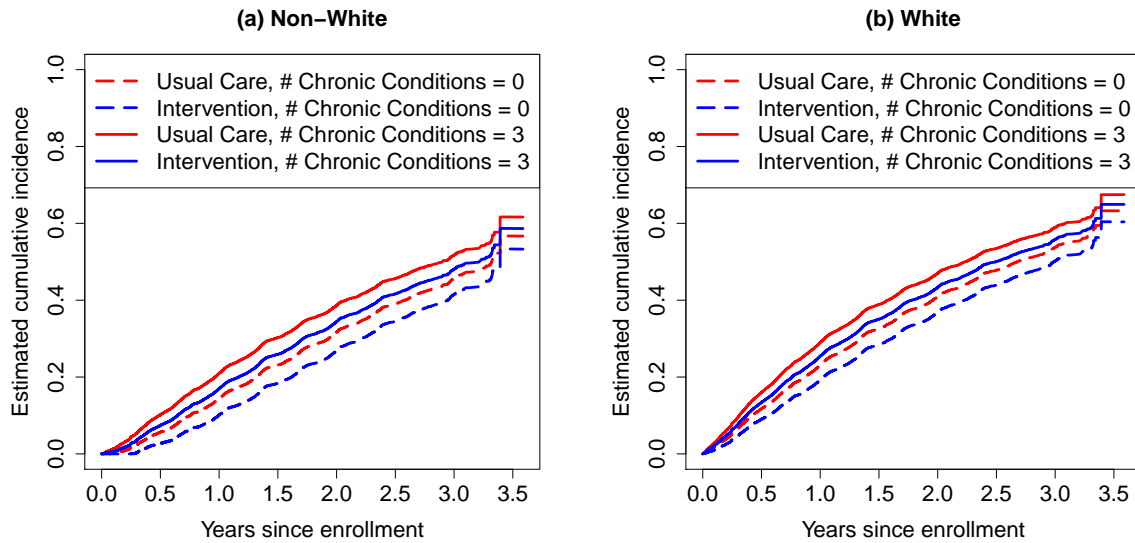 (a) Non−White
Estimated cumulative incidence
1.0
0.8
0.6
0.4
0.2
0.0
Usual Care, # Chronic Conditions = 0
Intervention, # Chronic Conditions = 0
Usual Care, # Chronic Conditions = 3
Intervention, # Chronic Conditions = 3
0.0 0.5 1.0 1.5 2.0 2.5 3.0 3.5
Years since enrollment
(b) White
Estimated cumulative incidence
1.0
0.8
0.6
0.4
0.2
0.0
Usual Care, # Chronic Conditions = 0
Intervention, # Chronic Conditions = 0
Usual Care, # Chronic Conditions = 3
Intervention, # Chronic Conditions = 3
0.0 0.5 1.0 1.5 2.0 2.5 3.0 3.5
Years since enrollment